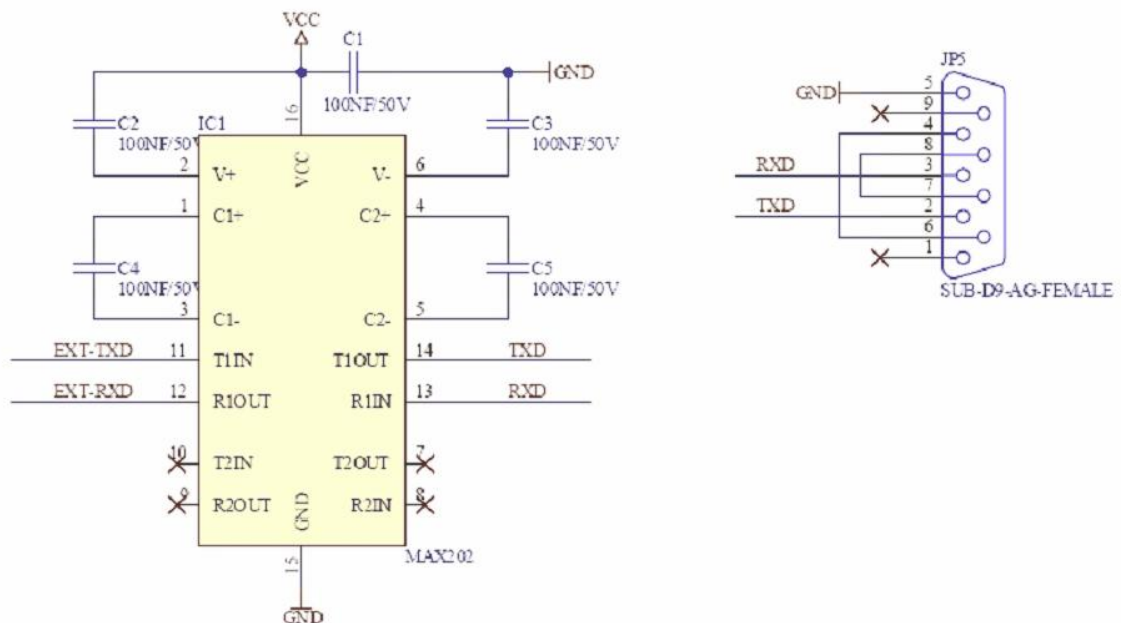 VCC
C1
100NF/50V
GND
C2
100NF/50V
C3
100NF/50V
IC1
16
VCC
2 V+
V- 6
1 C1+
C2+ 4
C4
100NF/50V
C5
100NF/50V
3 C1-
C2- 5
EXT-TXD 11 T1IN
T1OUT 14 TXD
EXT-RXD 12 R1OUT
R1IN 13 RXD
10 T2IN
T2OUT 7
9 R2OUT
R2IN 8
GND
15
MAX202
GND
JP5
GND 5
9
4
8
RXD 3
7
TXD 2
6
1
SUB-D9-AG-FEMALE